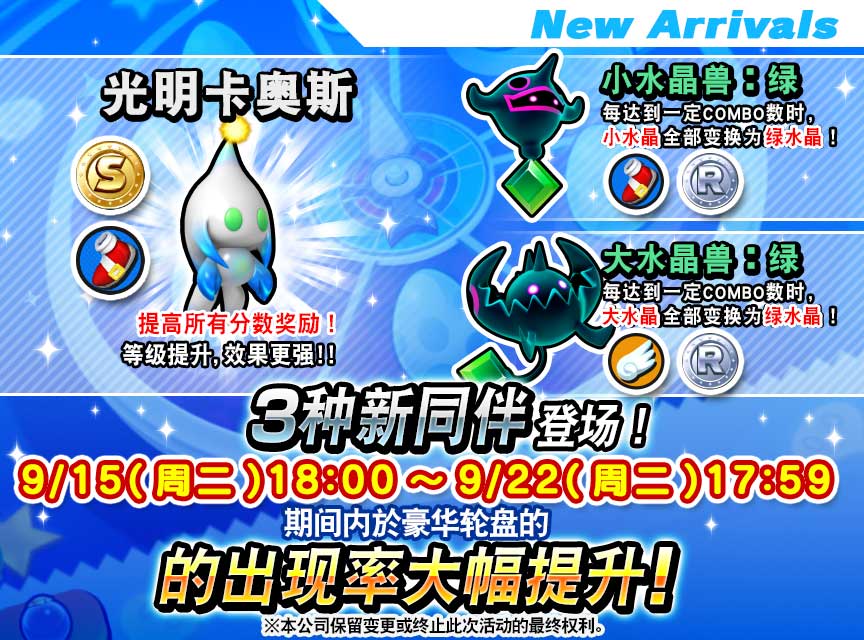 New Arrivals
光明卡奥斯
S
提高所有分数奖励！
等级提升，效果更强!!
小水晶兽：绿
每达到一定COMBO数时，
小水晶全部变换为绿水晶！
R
大水晶兽：绿
每达到一定COMBO数时，
大水晶全部变换为绿水晶！
R
3种新同伴登场！
9/15(周二)18:00～9/22(周二)17:59
期间内於豪华轮盘的
的出现率大幅提升!
※本公司保留变更或终止此次活动的最终权利。